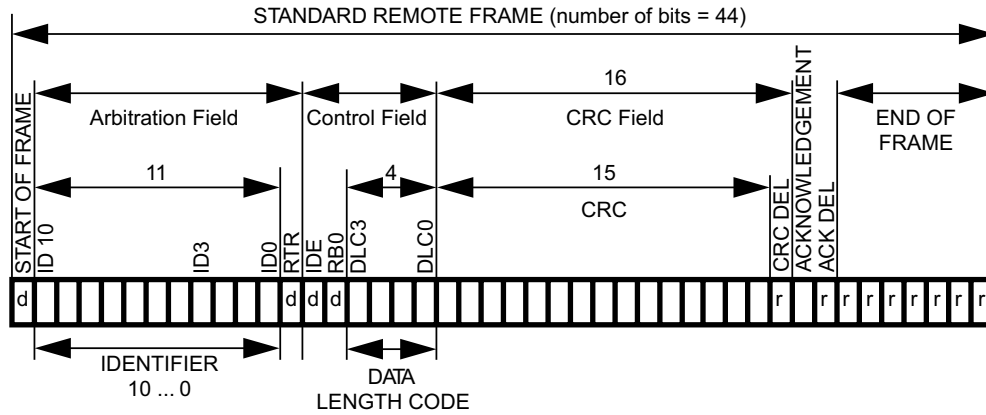 STANDARD REMOTE FRAME (number of bits = 44)
16
Arbitration Field
Control Field
CRC Field
END OF
FRAME
11
4
15
CRC
START OF FRAME
ID 10
ID3
ID0
RTR
IDE
RB0
DLC3
DLC0
CRC DEL
ACKNOWLEDGEMENT
ACK DEL
d d d d r r r r r r r r r
IDENTIFIER
10 ... 0
DATA
LENGTH CODE